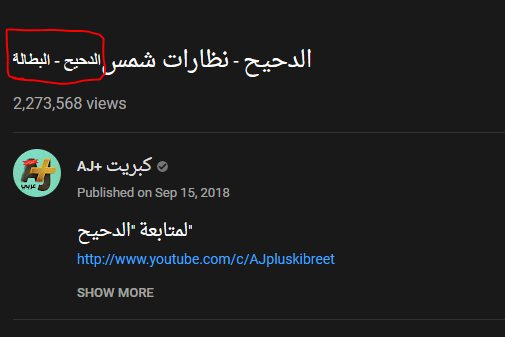 الدحيح - نظارات شمس الدحيح - البطالة
2,273,568 views
AJ+ كبريت
Published on Sep 15, 2018
لمتابعة "الدحيح"
http://www.youtube.com/c/AJpluskibreet
SHOW MORE